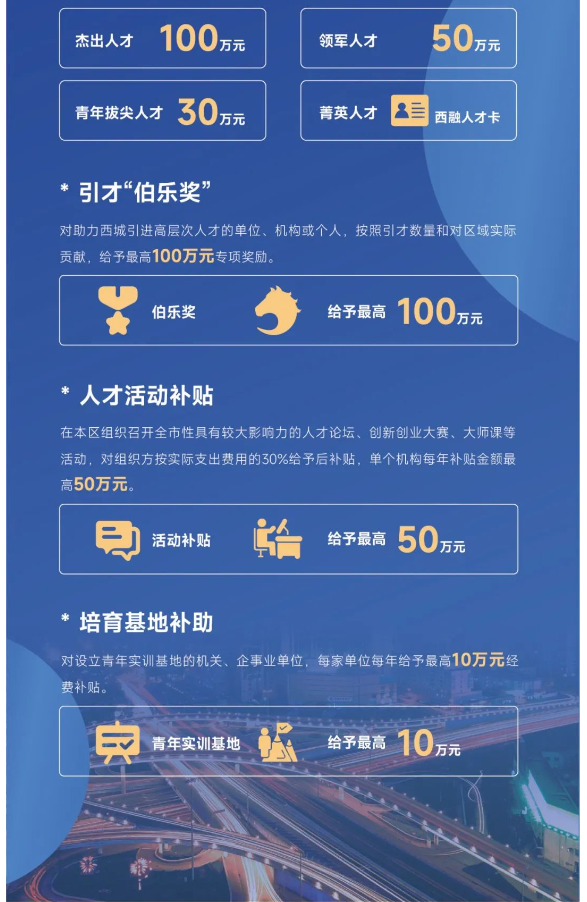 杰出人才 100万元
领军人才 50万元
青年拔尖人才 30万元
菁英人才 西融人才卡
* 引才“伯乐奖”
对助力西城引进高层次人才的单位、机构或个人，按照引才数量和对区域实际
贡献，给予最高100万元专项奖励。
伯乐奖 给予最高 100万元
* 人才活动补贴
在本区组织召开全市性具有较大影响力的人才论坛、创新创业大赛、大师课等
活动，对组织方按实际支出费用的30%给予后补贴，单个机构每年补贴金额最
高50万元。
活动补贴 给予最高 50万元
* 培育基地补助
对设立青年实训基地的机关、企事业单位，每家单位每年给予最高10万元经
费补贴。
青年实训基地 给予最高 10万元